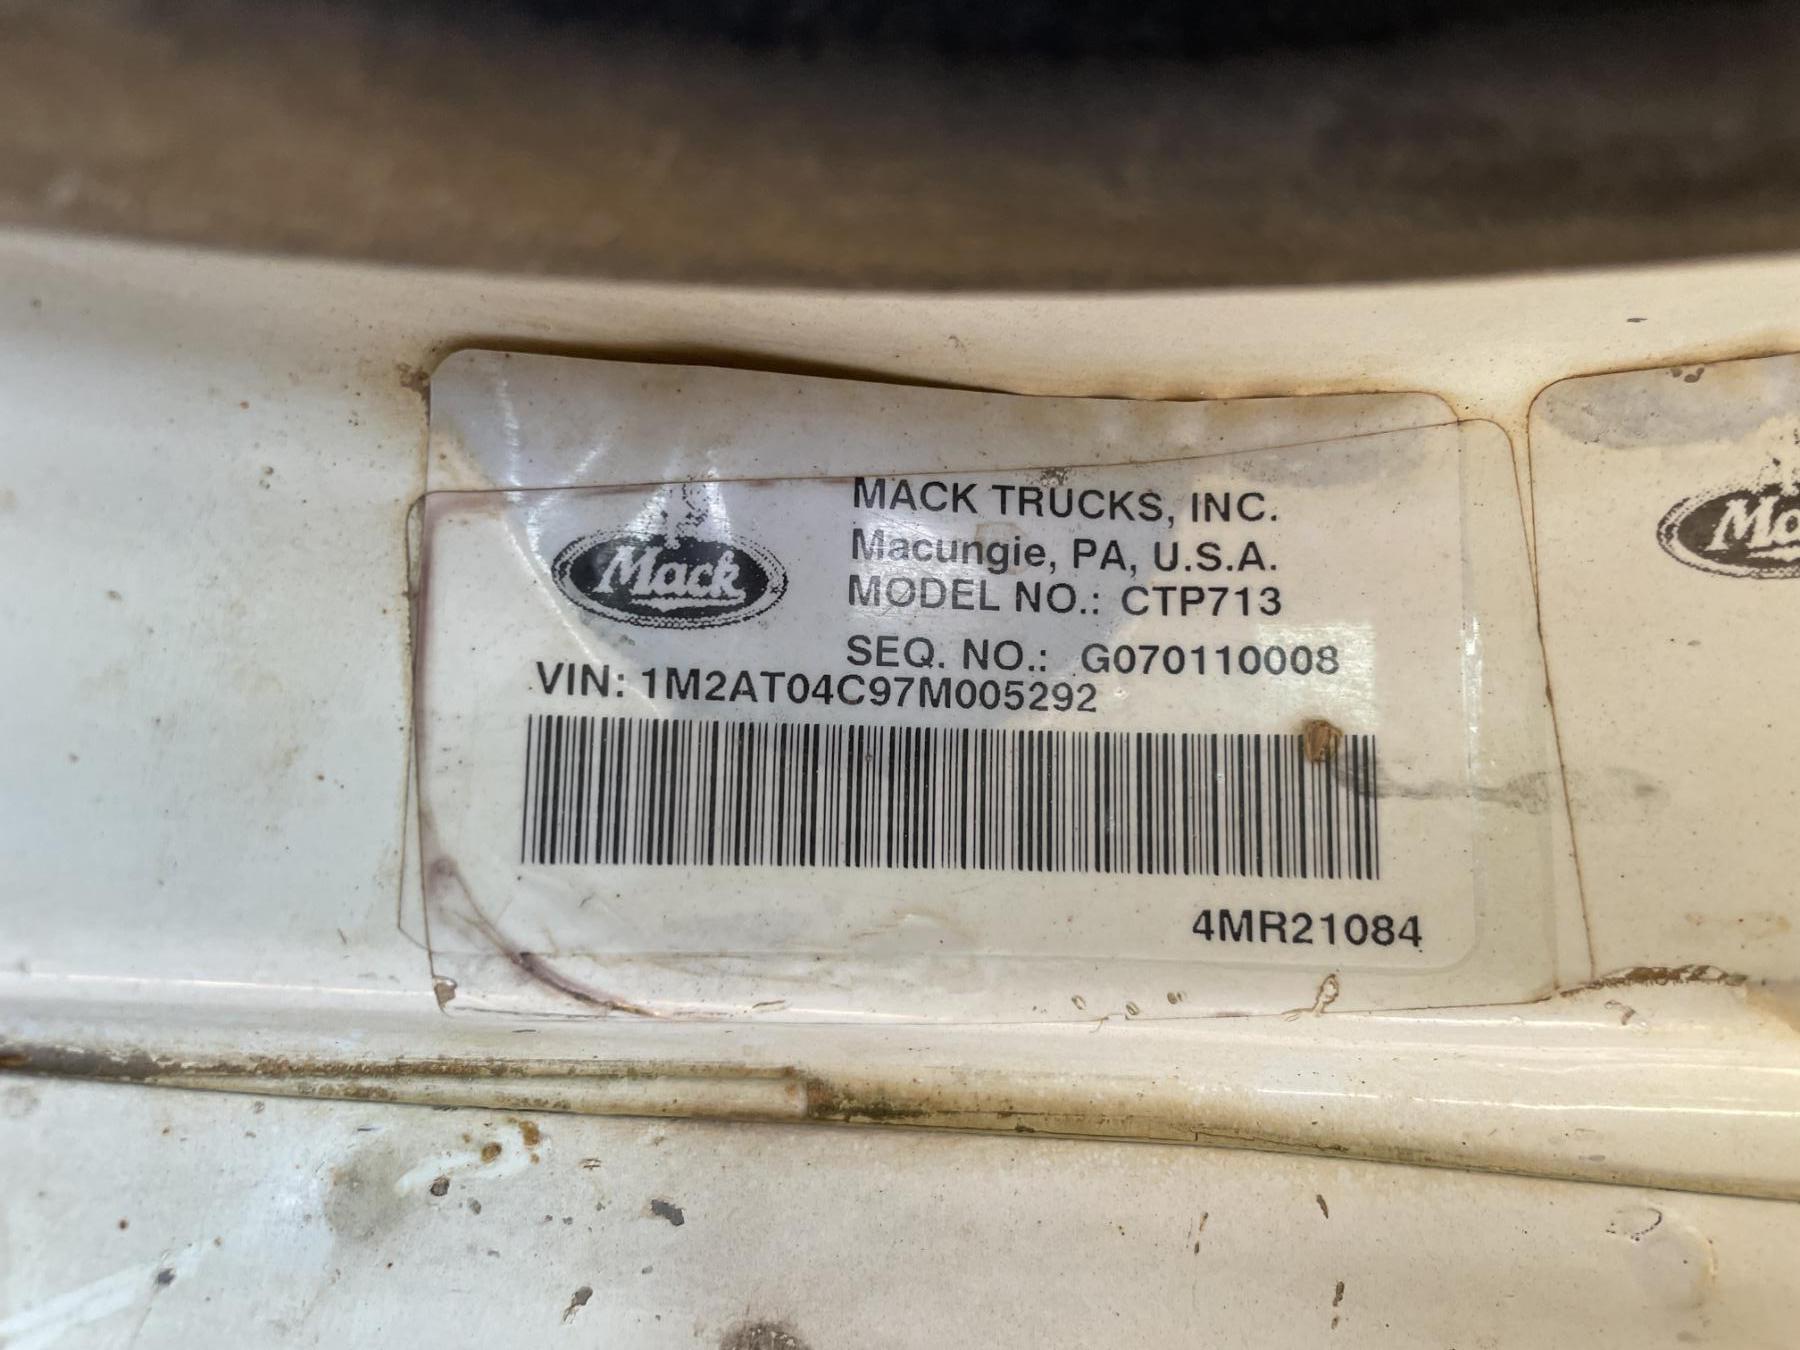 Mack
MACK TRUCKS, INC.
Macungie, PA, U.S.A.
MODEL NO.: CTP713
SEQ. NO.: G070110008
VIN: 1M2AT04C97M005292
4MR21084